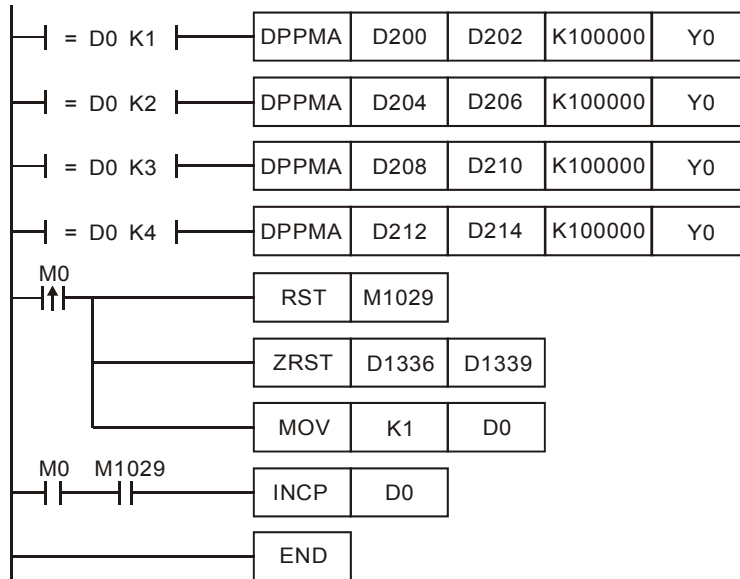 = D0 K1 DPPMA D200 D202 K100000 Y0
= D0 K2 DPPMA D204 D206 K100000 Y0
= D0 K3 DPPMA D208 D210 K100000 Y0
= D0 K4 DPPMA D212 D214 K100000 Y0
M0
RST M1029
ZRST D1336 D1339
MOV K1 D0
M0 M1029
INCP D0
END